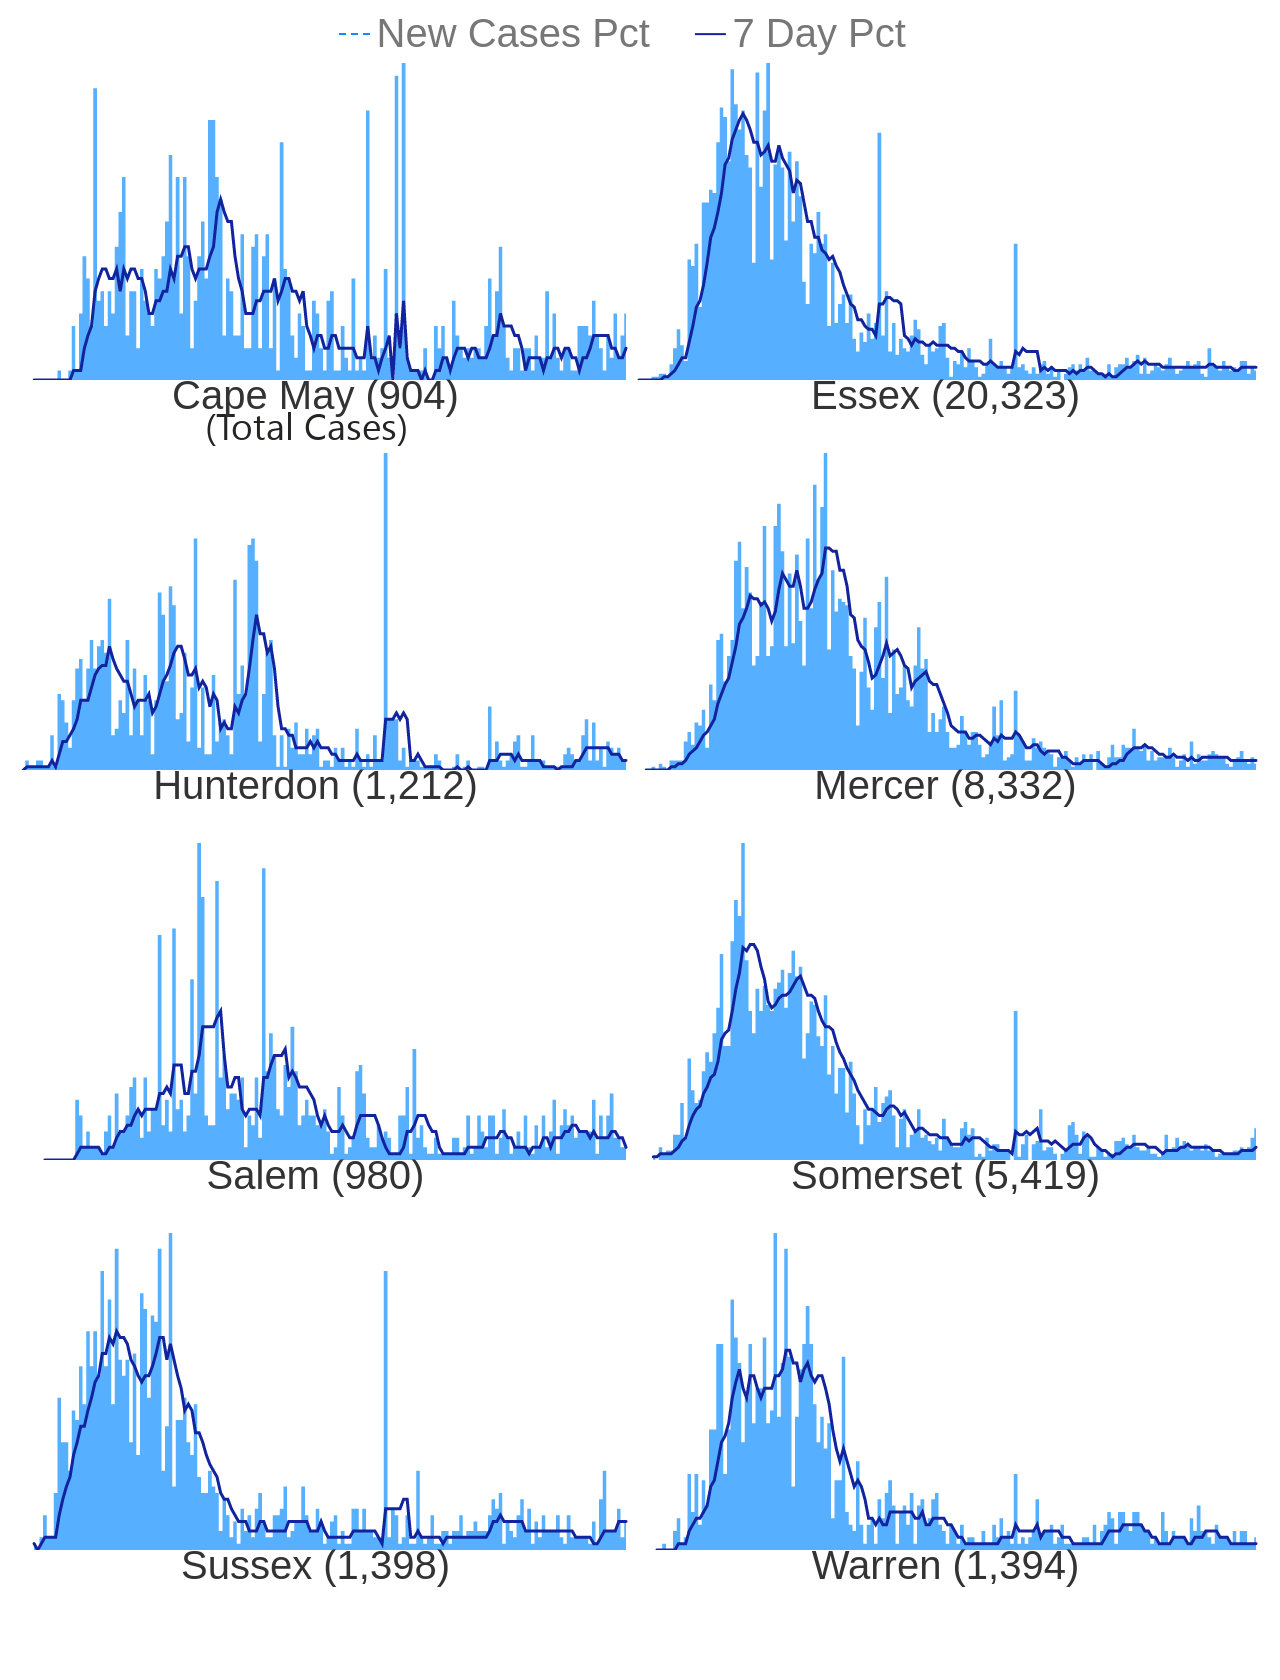 New Cases Pct 7 Day Pct
Cape May (904) Essex (20,323)
(Total Cases)
Hunterdon (1,212) Mercer (8,332)
Salem (980) Somerset (5,419)
Sussex (1,398) Warren (1,394)